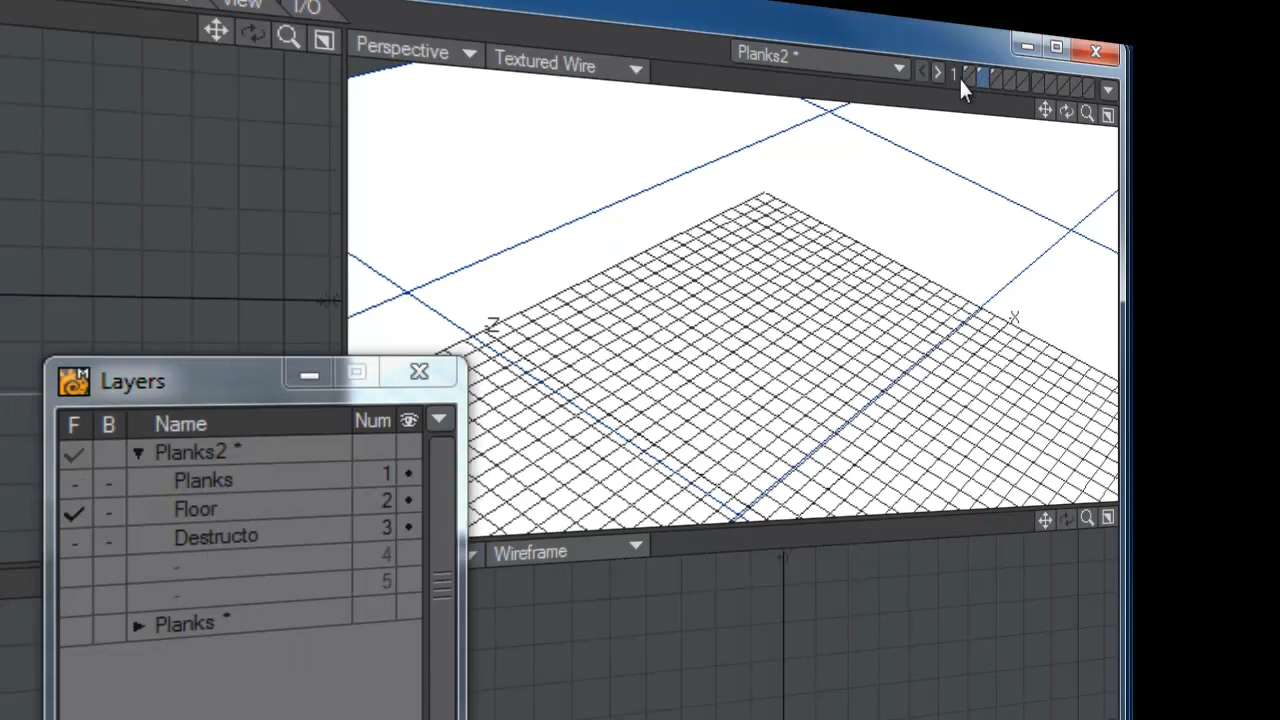 View
I/O
Perspective
Textured Wire
Planks2 *
1
Z
X
Layers
F B Name Num
Planks2 *
Planks 1
Floor 2
Destructo 3
- 4
- 5
Planks *
Wireframe